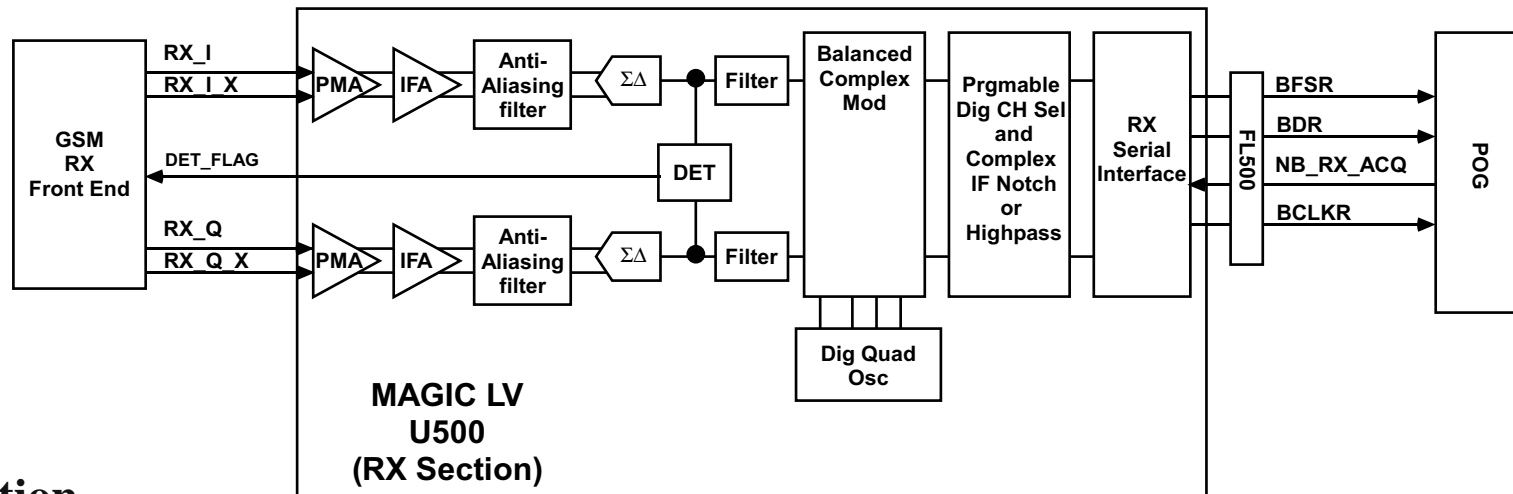 GSM
RX
Front End
RX_I
RX_I_X
DET_FLAG
RX_Q
RX_Q_X
PMA
IFA
Anti-
Aliasing
filter
ΣΔ
Filter
DET
PMA
IFA
Anti-
Aliasing
filter
ΣΔ
Filter
Balanced
Complex
Mod
Dig Quad
Osc
Prgmable
Dig CH Sel
and
Complex
IF Notch
or
Highpass
RX
Serial
Interface
FL500
BFSR
BDR
NB_RX_ACQ
BCLKR
POG
MAGIC LV
U500
(RX Section)